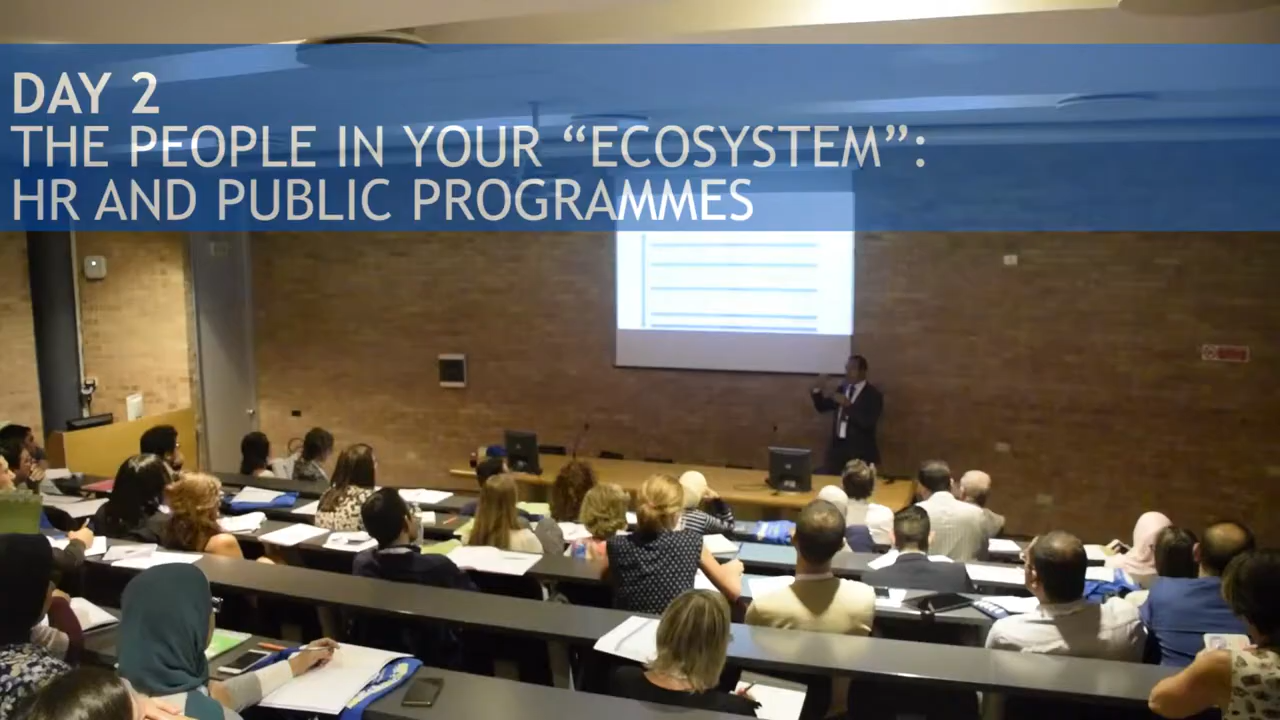 DAY 2
THE PEOPLE IN YOUR “ECOSYSTEM”:
HR AND PUBLIC PROGRAMMES